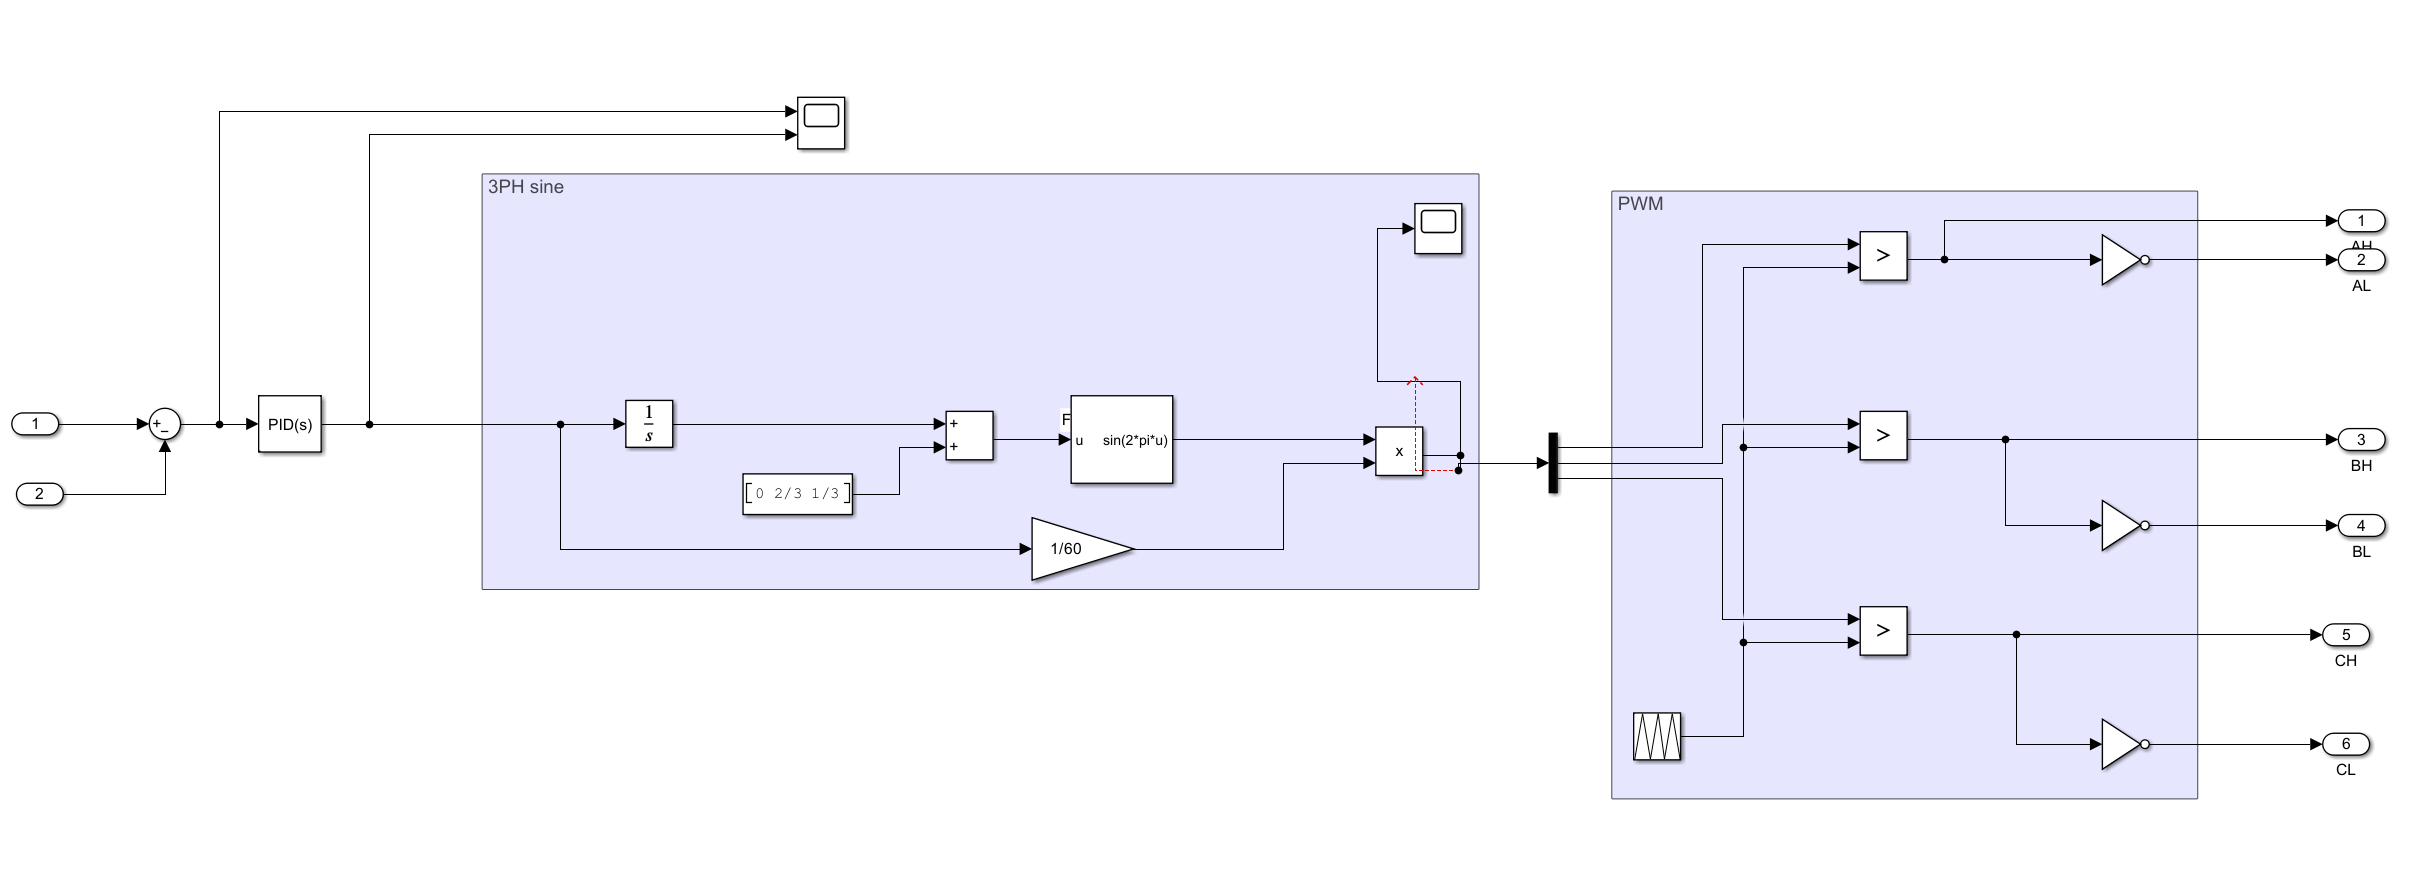 3PH sine
PWM
1
+
−
PID(s)
2
1
s
[0 2/3 1/3]
+
+
F
u sin(2*pi*u)
1/60
x
>
>
>
1
AH
2
AL
3
BH
4
BL
5
CH
6
CL